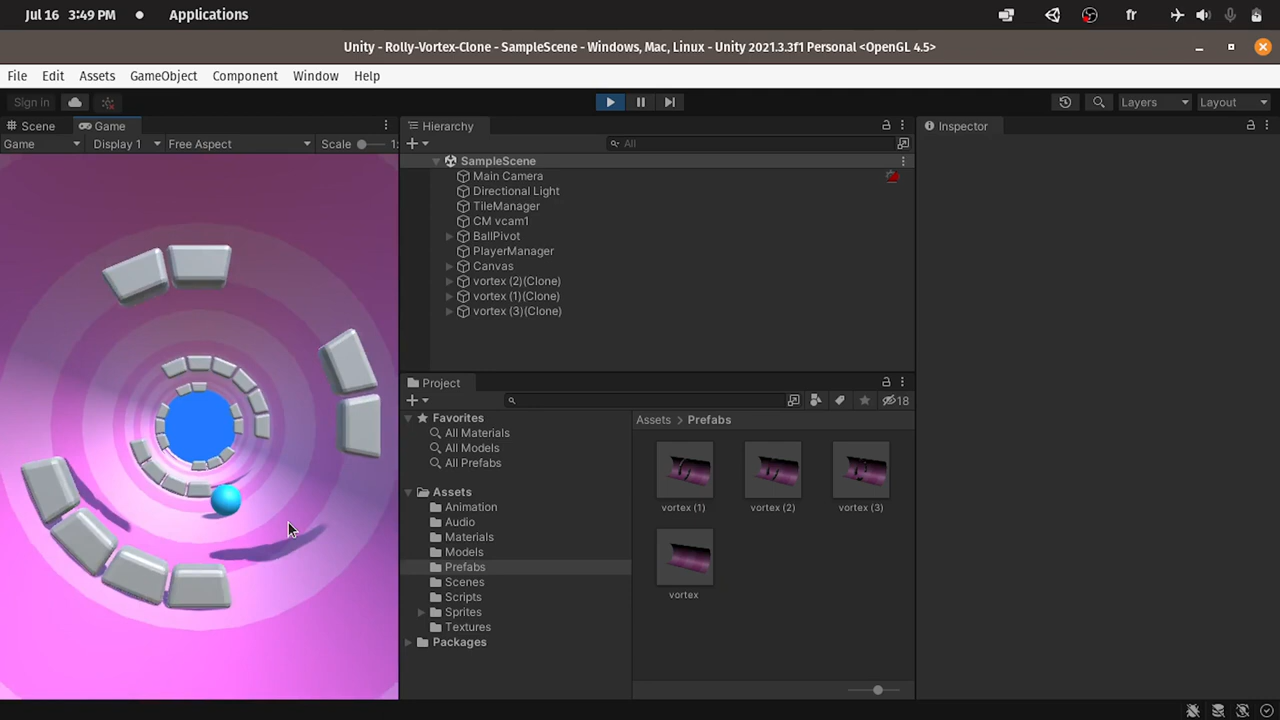 Jul 16 3:49 PM Applications fr
Unity - Rolly-Vortex-Clone - SampleScene - Windows, Mac, Linux - Unity 2021.3.3f1 Personal <OpenGL 4.5>
File Edit Assets GameObject Component Window Help
Sign in Layers Layout
Scene Game Hierarchy Inspector
Game Display 1 Free Aspect Scale 1: All
SampleScene
Main Camera
Directional Light
TileManager
CM vcam1
BallPivot
PlayerManager
Canvas
vortex (2)(Clone)
vortex (1)(Clone)
vortex (3)(Clone)
Project
18
Favorites
All Materials
All Models
All Prefabs
Assets
Animation
Audio
Materials
Models
Prefabs
Scenes
Scripts
Sprites
Textures
Packages
Assets > Prefabs
vortex (1) vortex (2) vortex (3)
vortex